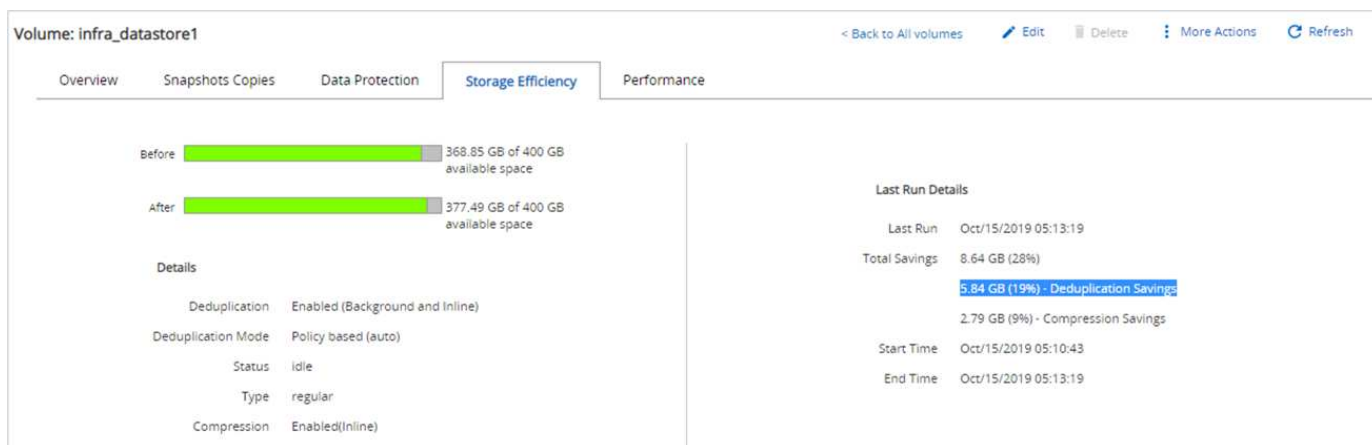 Volume: infra_datastore1
< Back to All volumes Edit Delete More Actions Refresh
Overview Snapshots Copies Data Protection Storage Efficiency Performance
Before 368.85 GB of 400 GB
available space
After 377.49 GB of 400 GB
available space
Details
Deduplication Enabled (Background and Inline)
Deduplication Mode Policy based (auto)
Status idle
Type regular
Compression Enabled(Inline)
Last Run Details
Last Run Oct/15/2019 05:13:19
Total Savings 8.64 GB (28%)
5.84 GB (19%) - Deduplication Savings
2.79 GB (9%) - Compression Savings
Start Time Oct/15/2019 05:10:43
End Time Oct/15/2019 05:13:19